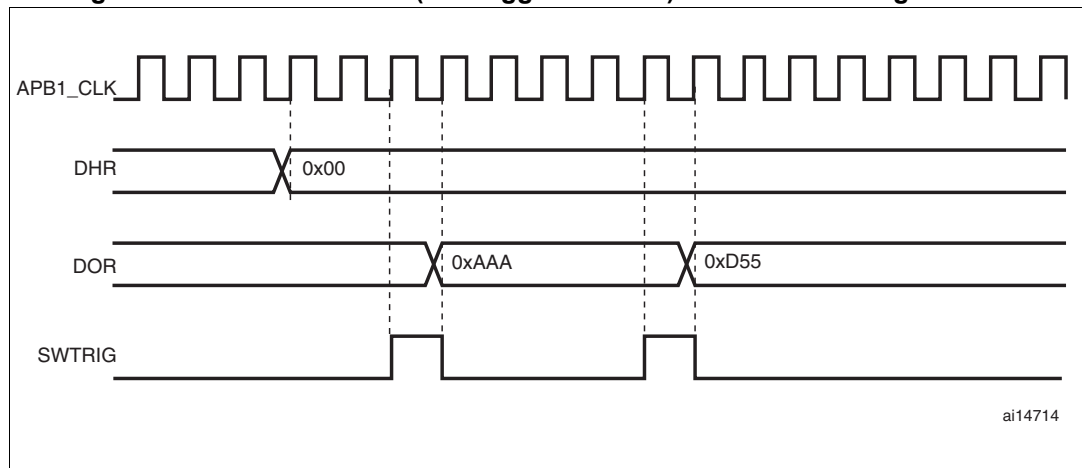 APB1_CLK
DHR
0x00
DOR
0xAAA
0xD55
SWTRIG
ai14714